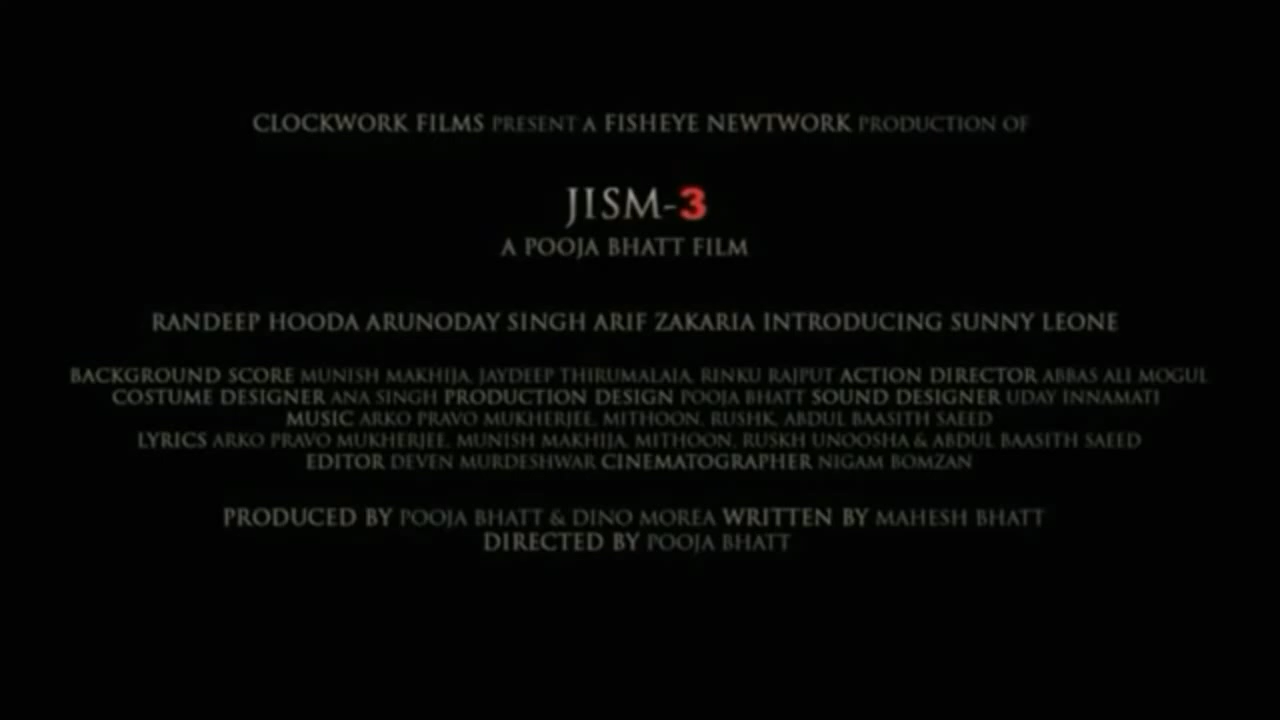 CLOCKWORK FILMS PRESENT A FISHEYE NEWTWORK PRODUCTION OF
JISM-3
A POOJA BHATT FILM
RANDEEP HOODA ARUNODAY SINGH ARIF ZAKARIA INTRODUCING SUNNY LEONE
BACKGROUND SCORE MUNISH MAKHIJA, JAYDEEP THIRUMALAIA, RINKU RAJPUT ACTION DIRECTOR ABBAS ALI MOGUL
COSTUME DESIGNER ANA SINGH PRODUCTION DESIGN POOJA BHATT SOUND DESIGNER UDAY INNAMATI
MUSIC ARKO PRAVO MUKHERJEE, MITHOON, RUSHK, ABDUL BAASITH SAEED
LYRICS ARKO PRAVO MUKHERJEE, MUNISH MAKHIJA, MITHOON, RUSKH UNOOSHA & ABDUL BAASITH SAEED
EDITOR DEVEN MURDESHWAR CINEMATOGRAPHER NIGAM BOMZAN
PRODUCED BY POOJA BHATT & DINO MOREA WRITTEN BY MAHESH BHATT
DIRECTED BY POOJA BHATT